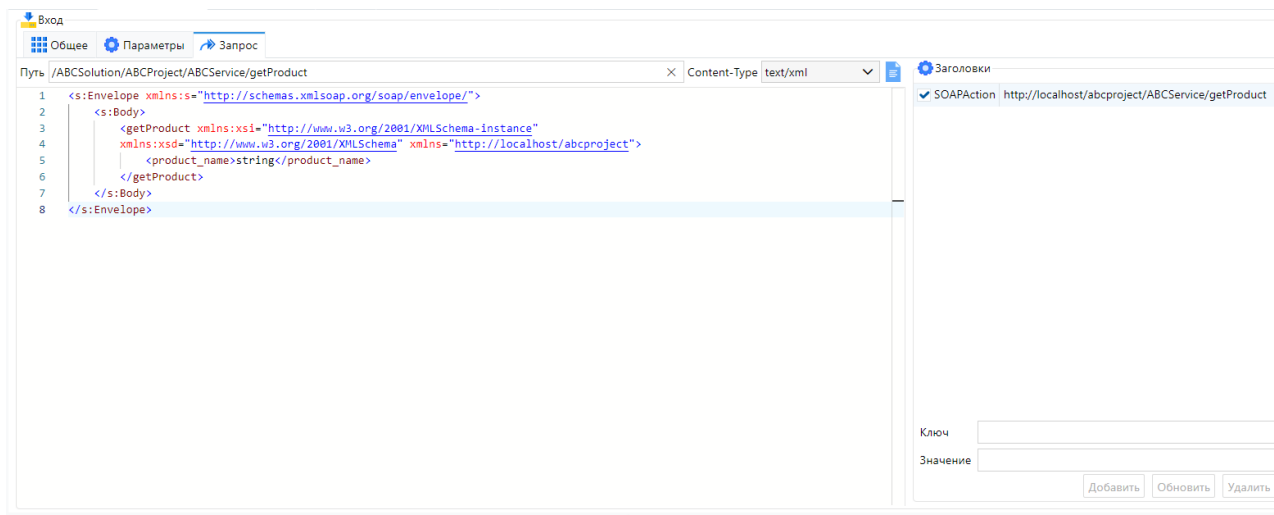 Вход
Общее Параметры Запрос
Путь /ABCSolution/ABCProject/ABCService/getProduct Content-Type text/xml
1 <s:Envelope xmlns:s="http://schemas.xmlsoap.org/soap/envelope/">
2 <s:Body>
3 <getProduct xmlns:xsi="http://www.w3.org/2001/XMLSchema-instance"
4 xmlns:xsd="http://www.w3.org/2001/XMLSchema" xmlns="http://localhost/abcproject">
5 <product_name>string</product_name>
6 </getProduct>
7 </s:Body>
8 </s:Envelope>
Заголовки
SOAPAction http://localhost/abcproject/ABCService/getProduct
Ключ
Значение
Добавить Обновить Удалить